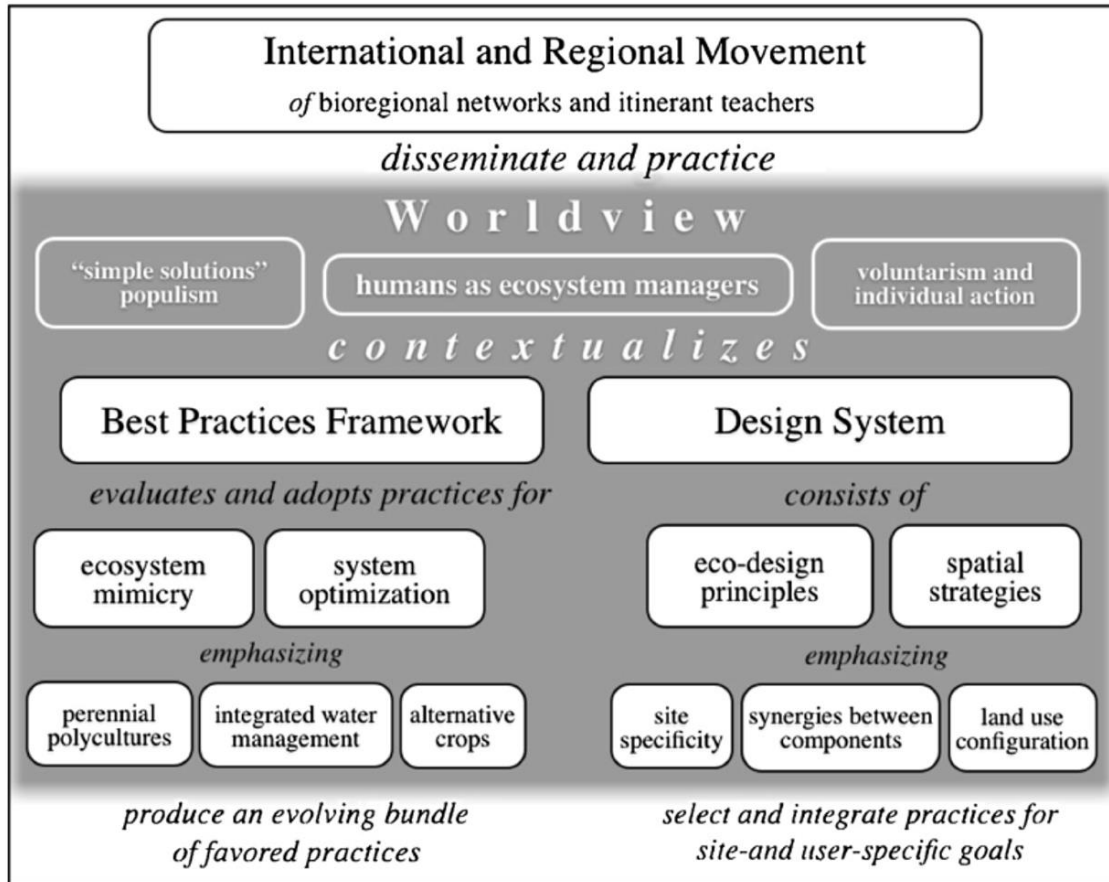 International and Regional Movement
of bioregional networks and itinerant teachers
disseminate and practice
Worldview
“simple solutions”
populism
humans as ecosystem managers
voluntarism and
individual action
contextualizes
Best Practices Framework
Design System
evaluates and adopts practices for
consists of
ecosystem
mimicry
system
optimization
eco-design
principles
spatial
strategies
emphasizing
emphasizing
perennial
polycultures
integrated water
management
alternative
crops
site
specificity
synergies between
components
land use
configuration
produce an evolving bundle
of favored practices
select and integrate practices for
site-and user-specific goals